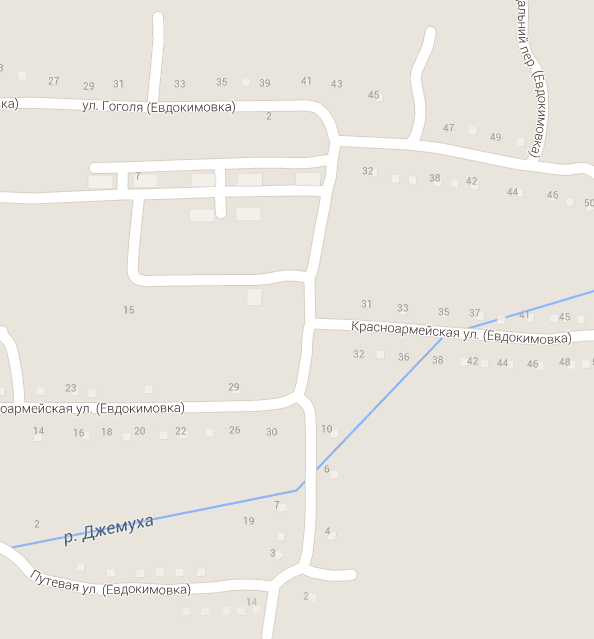 дальний пер. (Евдокимовка)
27 29 31 33 35 39 41 43 45
вка) ул. Гоголя (Евдокимовка)
2
47 49
7
32 38 42 44 46 50
15
31 33 35 37 41 45
Красноармейская ул. (Евдокимовка)
32 36 38 42 44 46 48
23 29
ноармейская ул. (Евдокимовка)
14 16 18 20 22 26 30 10
6
7
2 19
р. Джемуха
4
3
Путевая ул. (Евдокимовка)
14 2